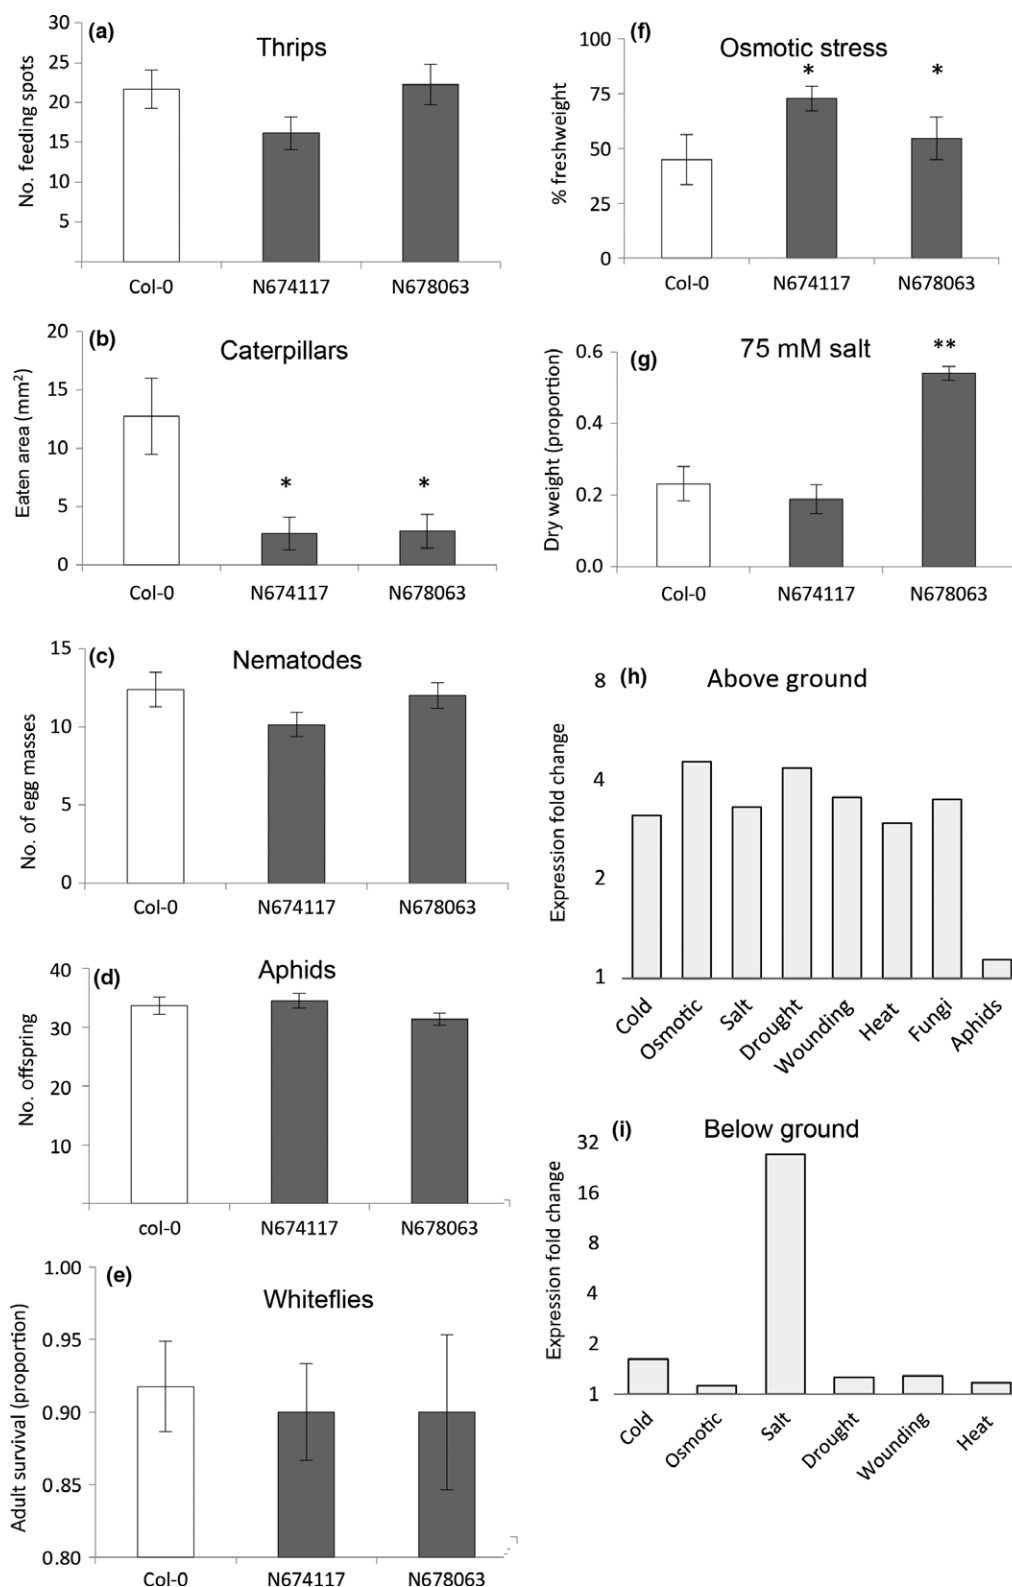 (a)
Thrips
No. feeding spots
30
25
20
15
10
5
Col-0 N674117 N678063
(b)
Caterpillars
Eaten area (mm²)
20
15
10
5
0
* *
Col-0 N674117 N678063
(c)
Nematodes
No. of egg masses
15
10
5
0
Col-0 N674117 N678063
(d)
Aphids
No. offspring
40
30
20
10
col-0 N674117 N678063
(e)
Whiteflies
Adult survival (proportion)
1.00
0.95
0.90
0.85
0.80
Col-0 N674117 N678063
(f)
Osmotic stress
% freshweight
100
75
50
25
0
* *
Col-0 N674117 N678063
(g)
75 mM salt
Dry weight (proportion)
0.6
0.4
0.2
0.0
**
Col-0 N674117 N678063
(h)
Above ground
Expression fold change
8
4
2
1
Cold Osmotic Salt Drought Wounding Heat Fungi Aphids
(i)
Below ground
Expression fold change
32
16
8
4
2
1
Cold Osmotic Salt Drought Wounding Heat